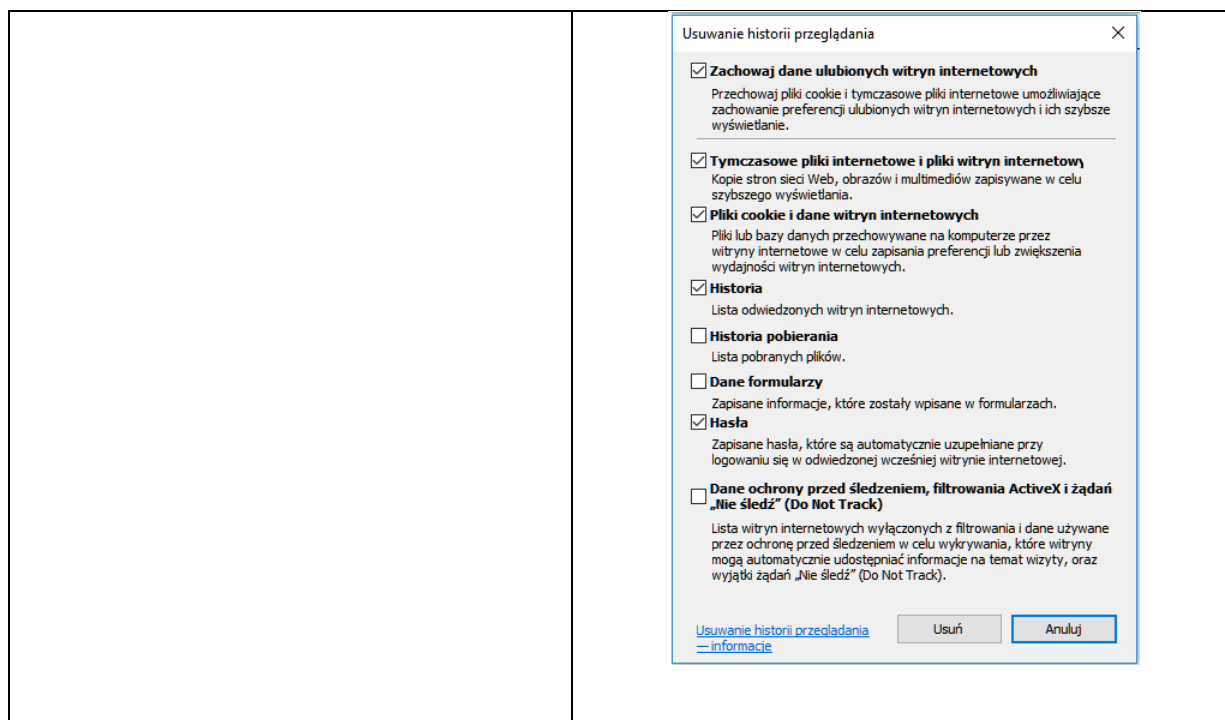 Usuwanie historii przeglądania
Zachowaj dane ulubionych witryn internetowych
Przechowaj pliki cookie i tymczasowe pliki internetowe umożliwiające
zachowanie preferencji ulubionych witryn internetowych i ich szybsze
wyświetlanie.
Tymczasowe pliki internetowe i pliki witryn internetowy
Kopie stron sieci Web, obrazów i multimediów zapisywane w celu
szybszego wyświetlania.
Pliki cookie i dane witryn internetowych
Pliki lub bazy danych przechowywane na komputerze przez
witryny internetowe w celu zapisania preferencji lub zwiększenia
wydajności witryn internetowych.
Historia
Lista odwiedzonych witryn internetowych.
Historia pobierania
Lista pobranych plików.
Dane formularzy
Zapisane informacje, które zostały wpisane w formularzach.
Hasła
Zapisane hasła, które są automatycznie uzupełniane przy
logowaniu się w odwiedzonej wcześniej witrynie internetowej.
Dane ochrony przed śledzeniem, filtrowania ActiveX i żądań
„Nie śledź” (Do Not Track)
Lista witryn internetowych wyłączonych z filtrowania i dane używane
przez ochronę przed śledzeniem w celu wykrywania, które witryny
mogą automatycznie udostępniać informacje na temat wizyty, oraz
wyjątki żądań „Nie śledź” (Do Not Track).
Usuwanie historii przeglądania
— informacje
Usuń
Anuluj